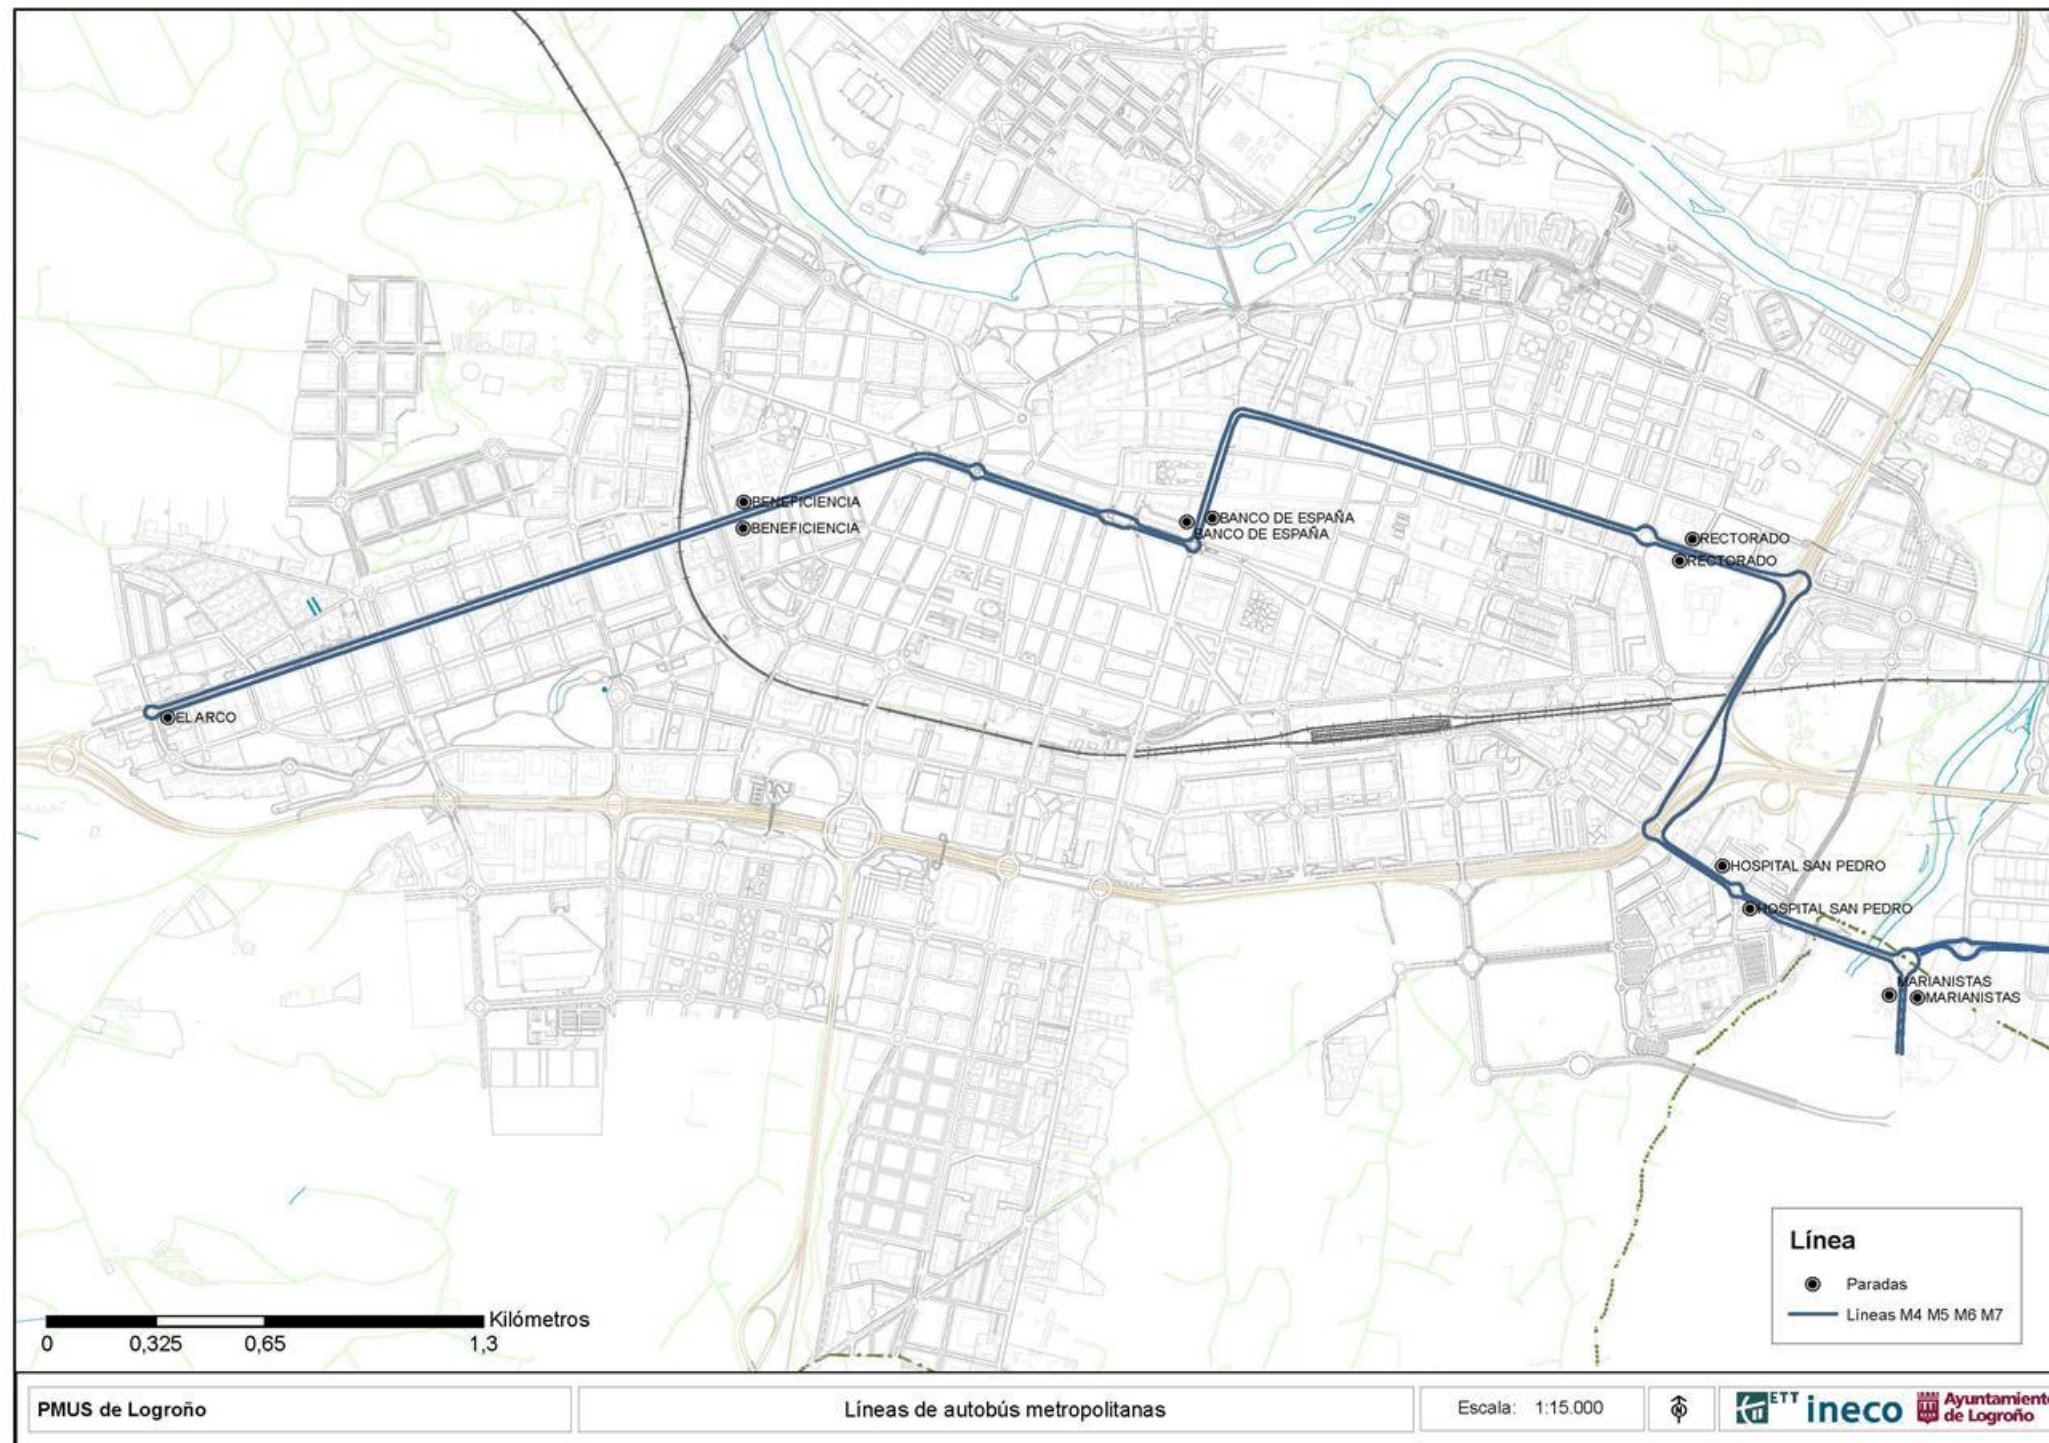 BENEFICIENCIA
BENEFICIENCIA
BANCO DE ESPAÑA
BANCO DE ESPAÑA
RECTORADO
RECTORADO
EL ARCO
HOSPITAL SAN PEDRO
HOSPITAL SAN PEDRO
MARIANISTAS
MARIANISTAS
Línea
Paradas
Líneas M4 M5 M6 M7
Kilómetros
0 0,325 0,65 1,3
PMUS de Logroño
Líneas de autobús metropolitanas
Escala: 1:15.000
N
ETT
ineco
Ayuntamiento
de Logroño